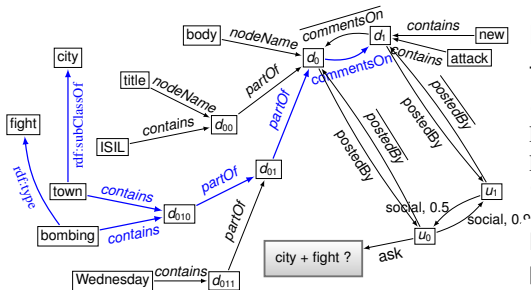 body
nodeName
commentsOn
d1
contains
new
contains
attack
city
d0
commentsOn
title
nodeName
partOf
rdf:subClassOf
d00
contains
ISIL
fight
partOf
postedBy
postedBy
postedBy
postedBy
d01
rdf:type
town
contains
partOf
d010
contains
bombing
partOf
u1
social, 0.5
social, 0.9
u0
ask
city + fight ?
Wednesday
contains
d011